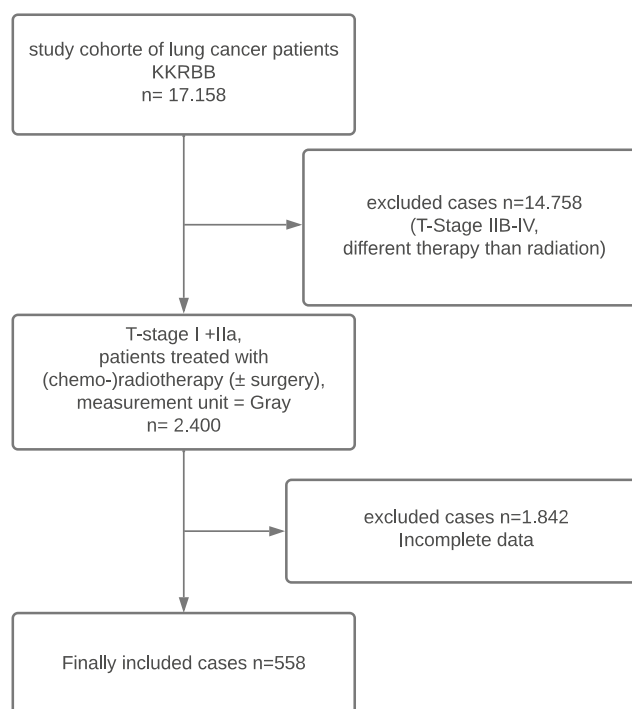 study cohorte of lung cancer patients
KKRBB
n= 17.158
excluded cases n=14.758
(T-Stage IIB-IV,
different therapy than radiation)
T-stage I +IIa,
patients treated with
(chemo-)radiotherapy (± surgery),
measurement unit = Gray
n= 2.400
excluded cases n=1.842
Incomplete data
Finally included cases n=558